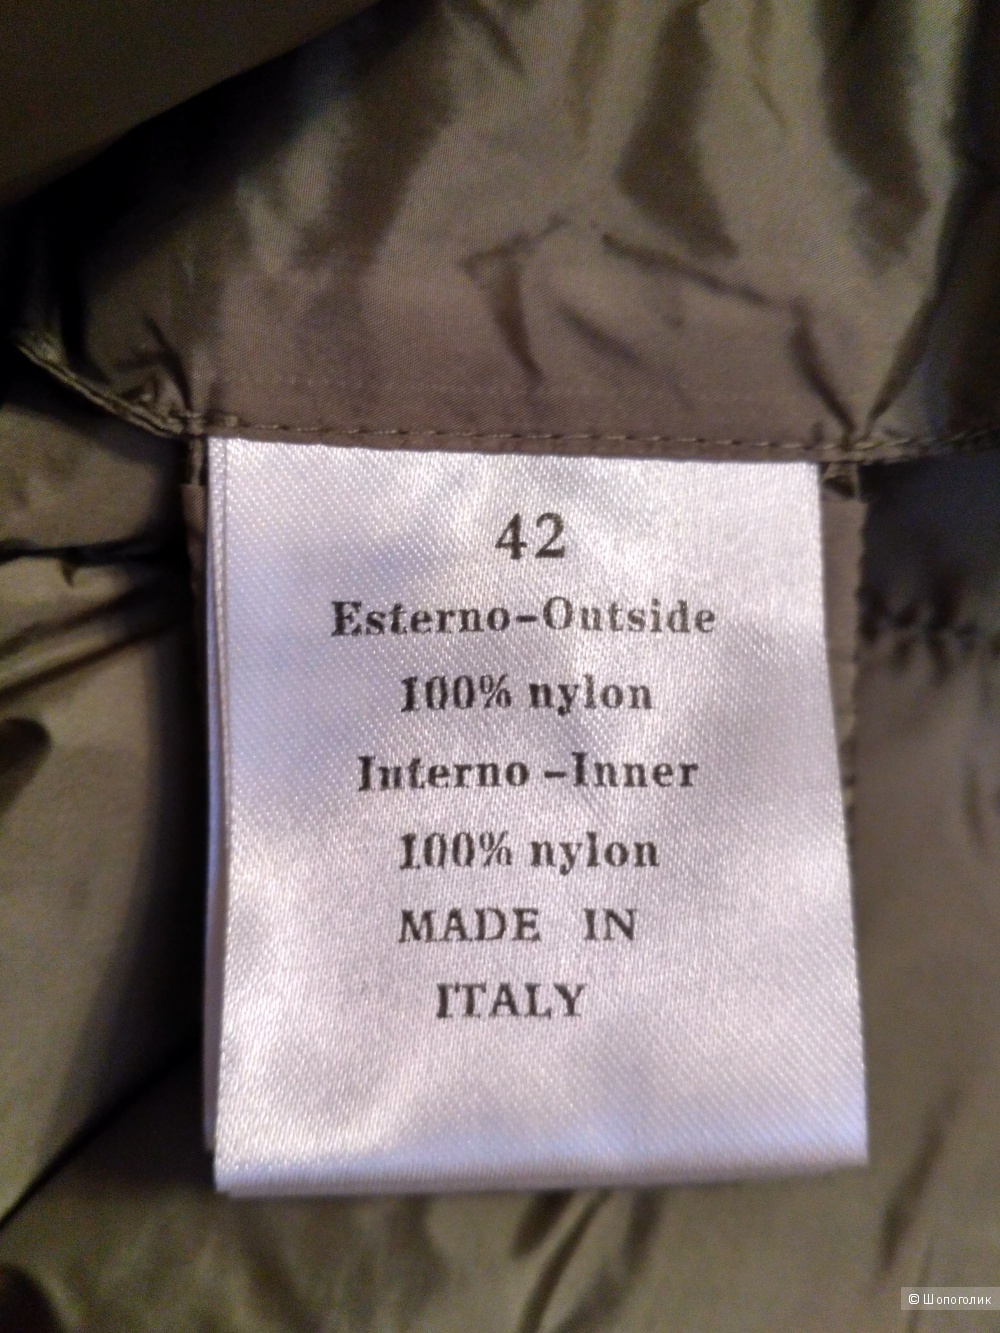 42
Esterno-Outside
100% nylon
Interno -Inner
100% nylon
MADE IN
ITALY
© Шопоголик